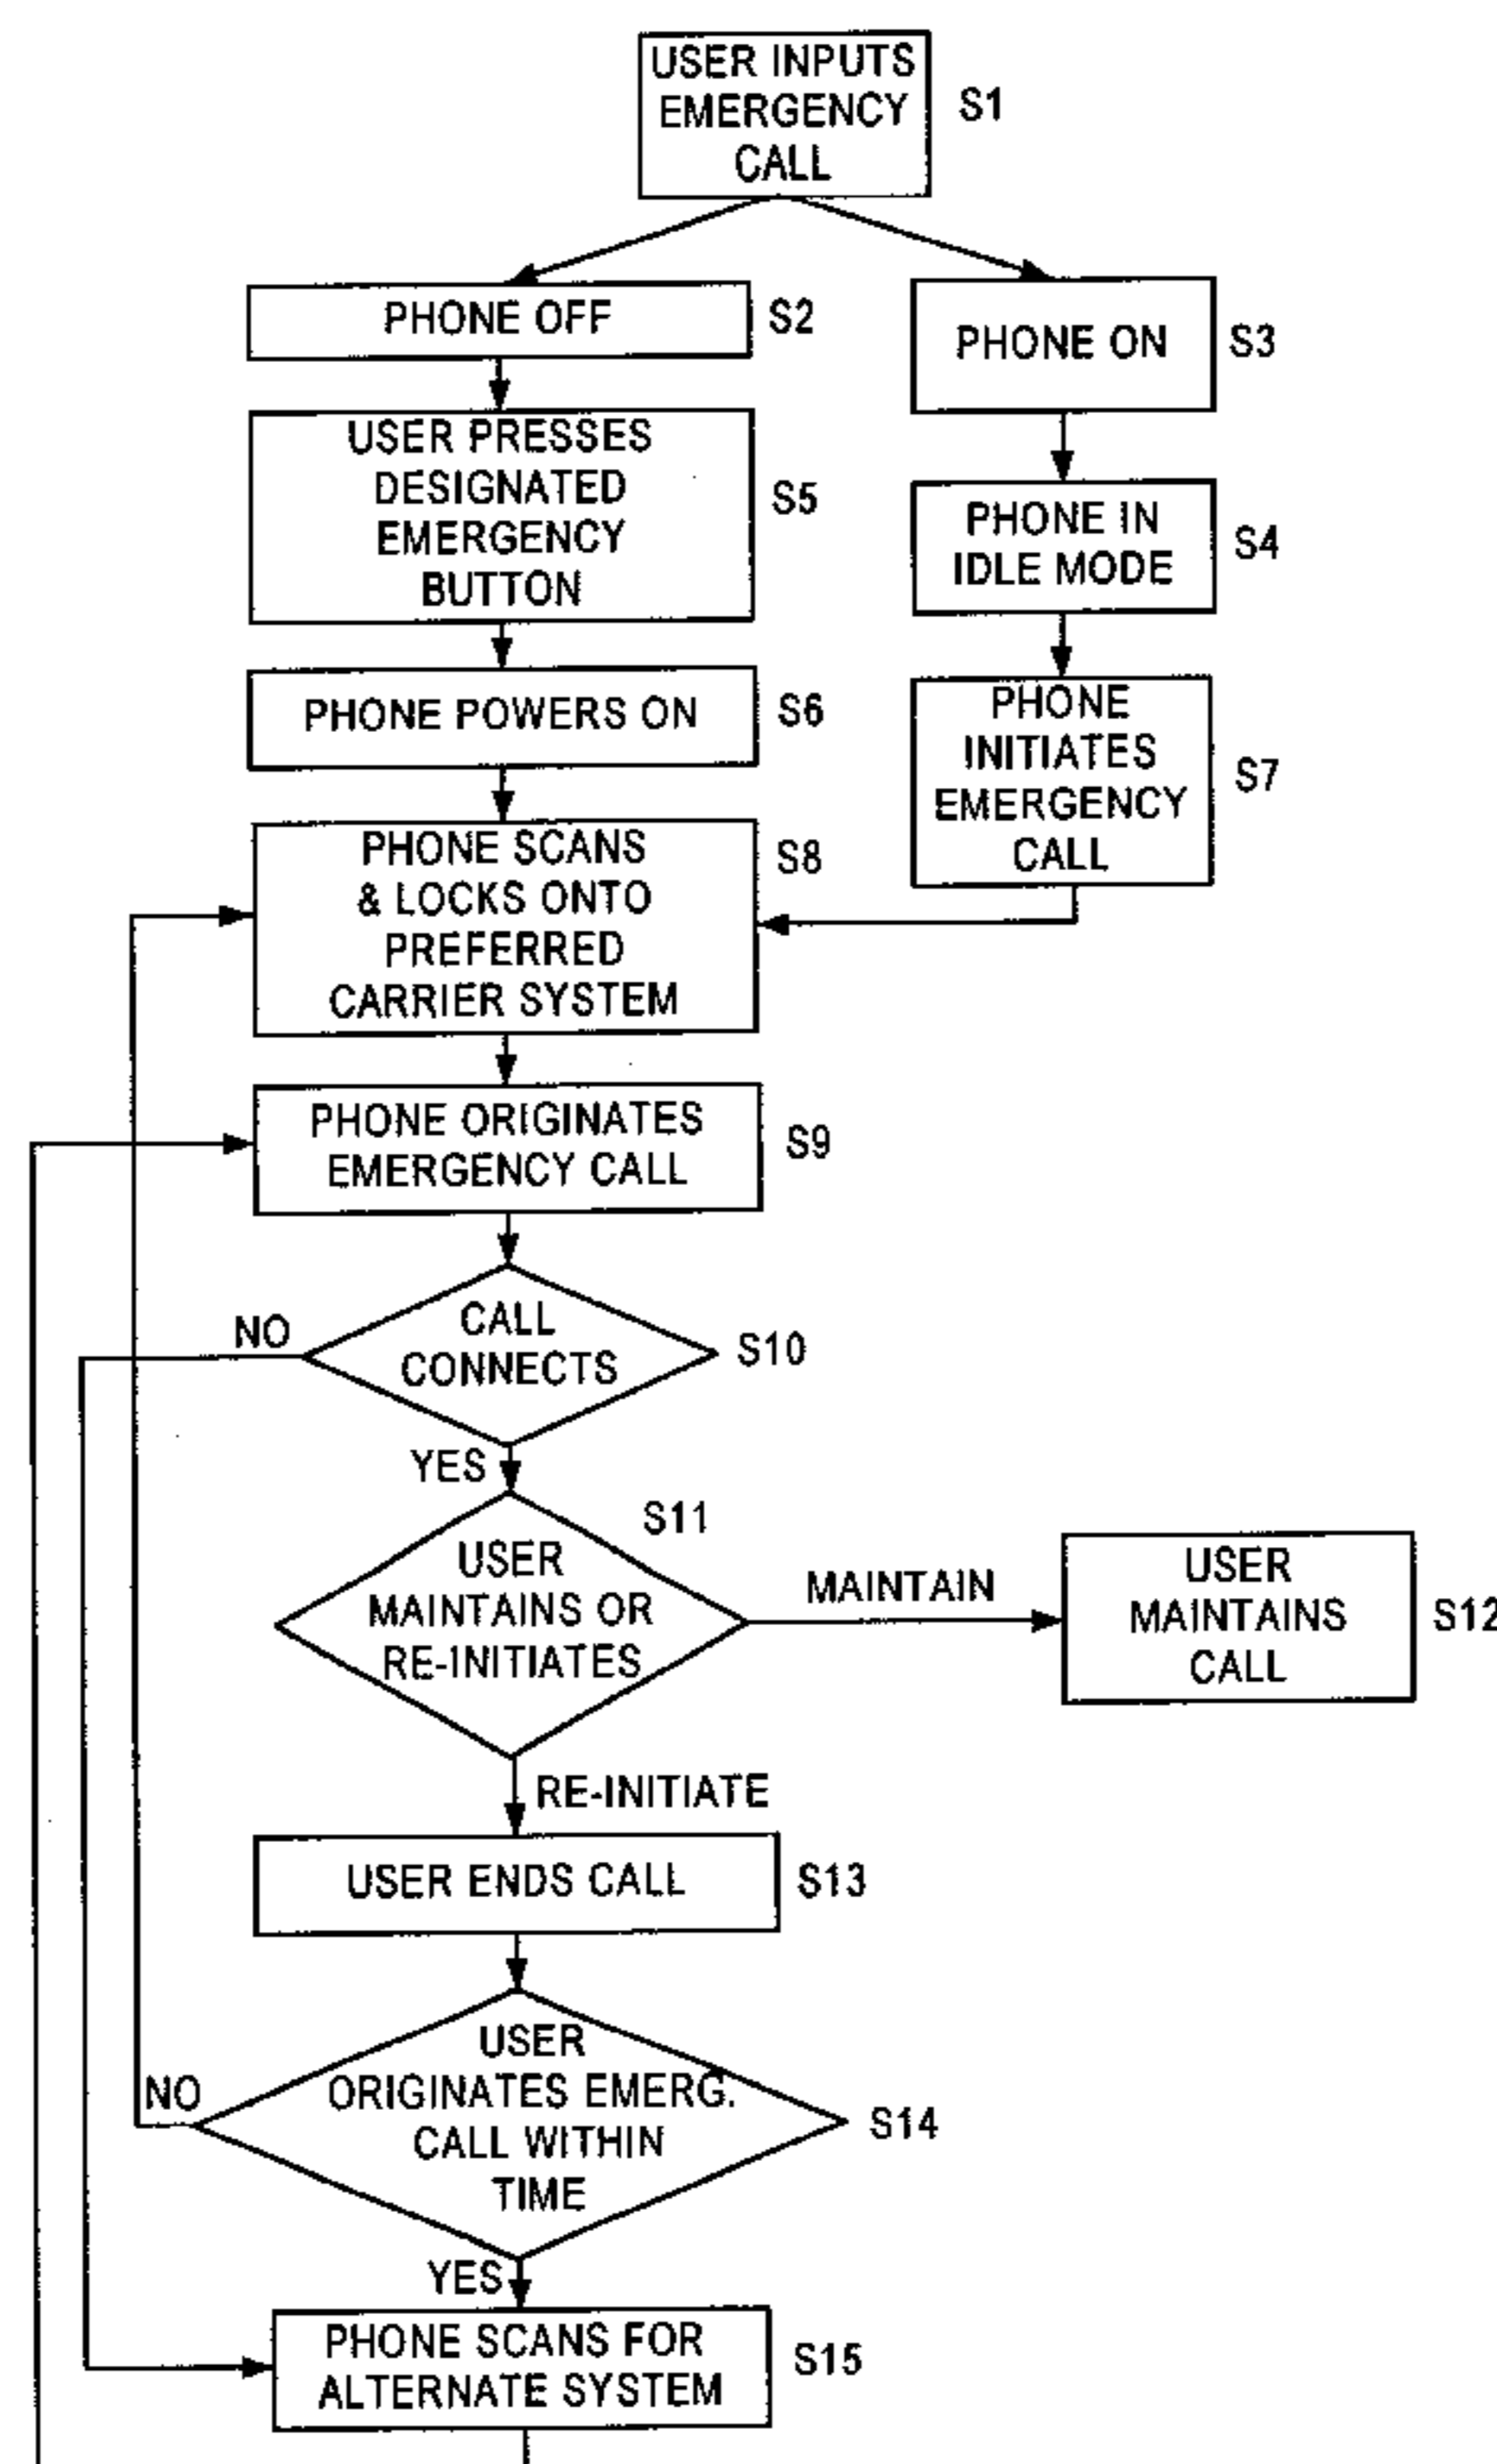 USER INPUTS
EMERGENCY
CALL
S1
PHONE OFF
S2
PHONE ON
S3
USER PRESSES
DESIGNATED
EMERGENCY
BUTTON
S5
PHONE IN
IDLE MODE
S4
PHONE POWERS ON
S6
PHONE
INITIATES
EMERGENCY
CALL
S7
PHONE SCANS
& LOCKS ONTO
PREFERRED
CARRIER SYSTEM
S8
PHONE ORIGINATES
EMERGENCY CALL
S9
CALL
CONNECTS
S10
NO
YES
USER
MAINTAINS OR
RE-INITIATES
S11
MAINTAIN
USER
MAINTAINS
CALL
S12
RE-INITIATE
USER ENDS CALL
S13
USER
ORIGINATES EMERG.
CALL WITHIN
TIME
S14
NO
YES
PHONE SCANS FOR
ALTERNATE SYSTEM
S15